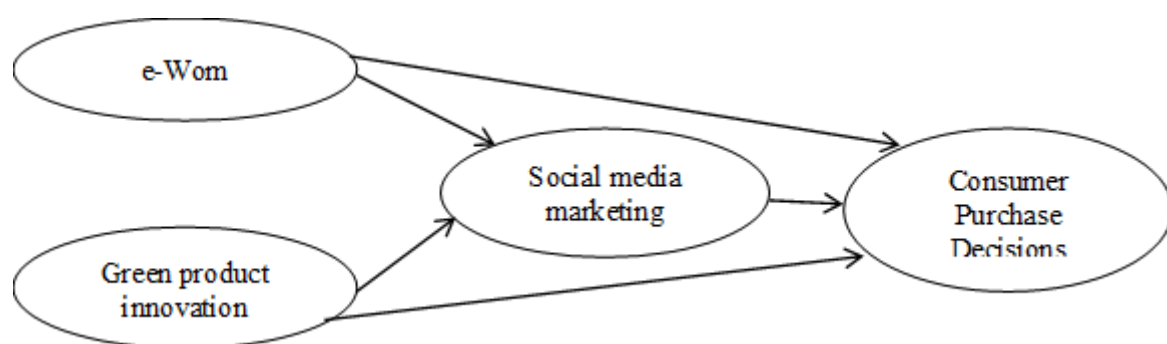 e-Wom
Social media
marketing
Consumer
Purchase
Decisions
Green product
innovation